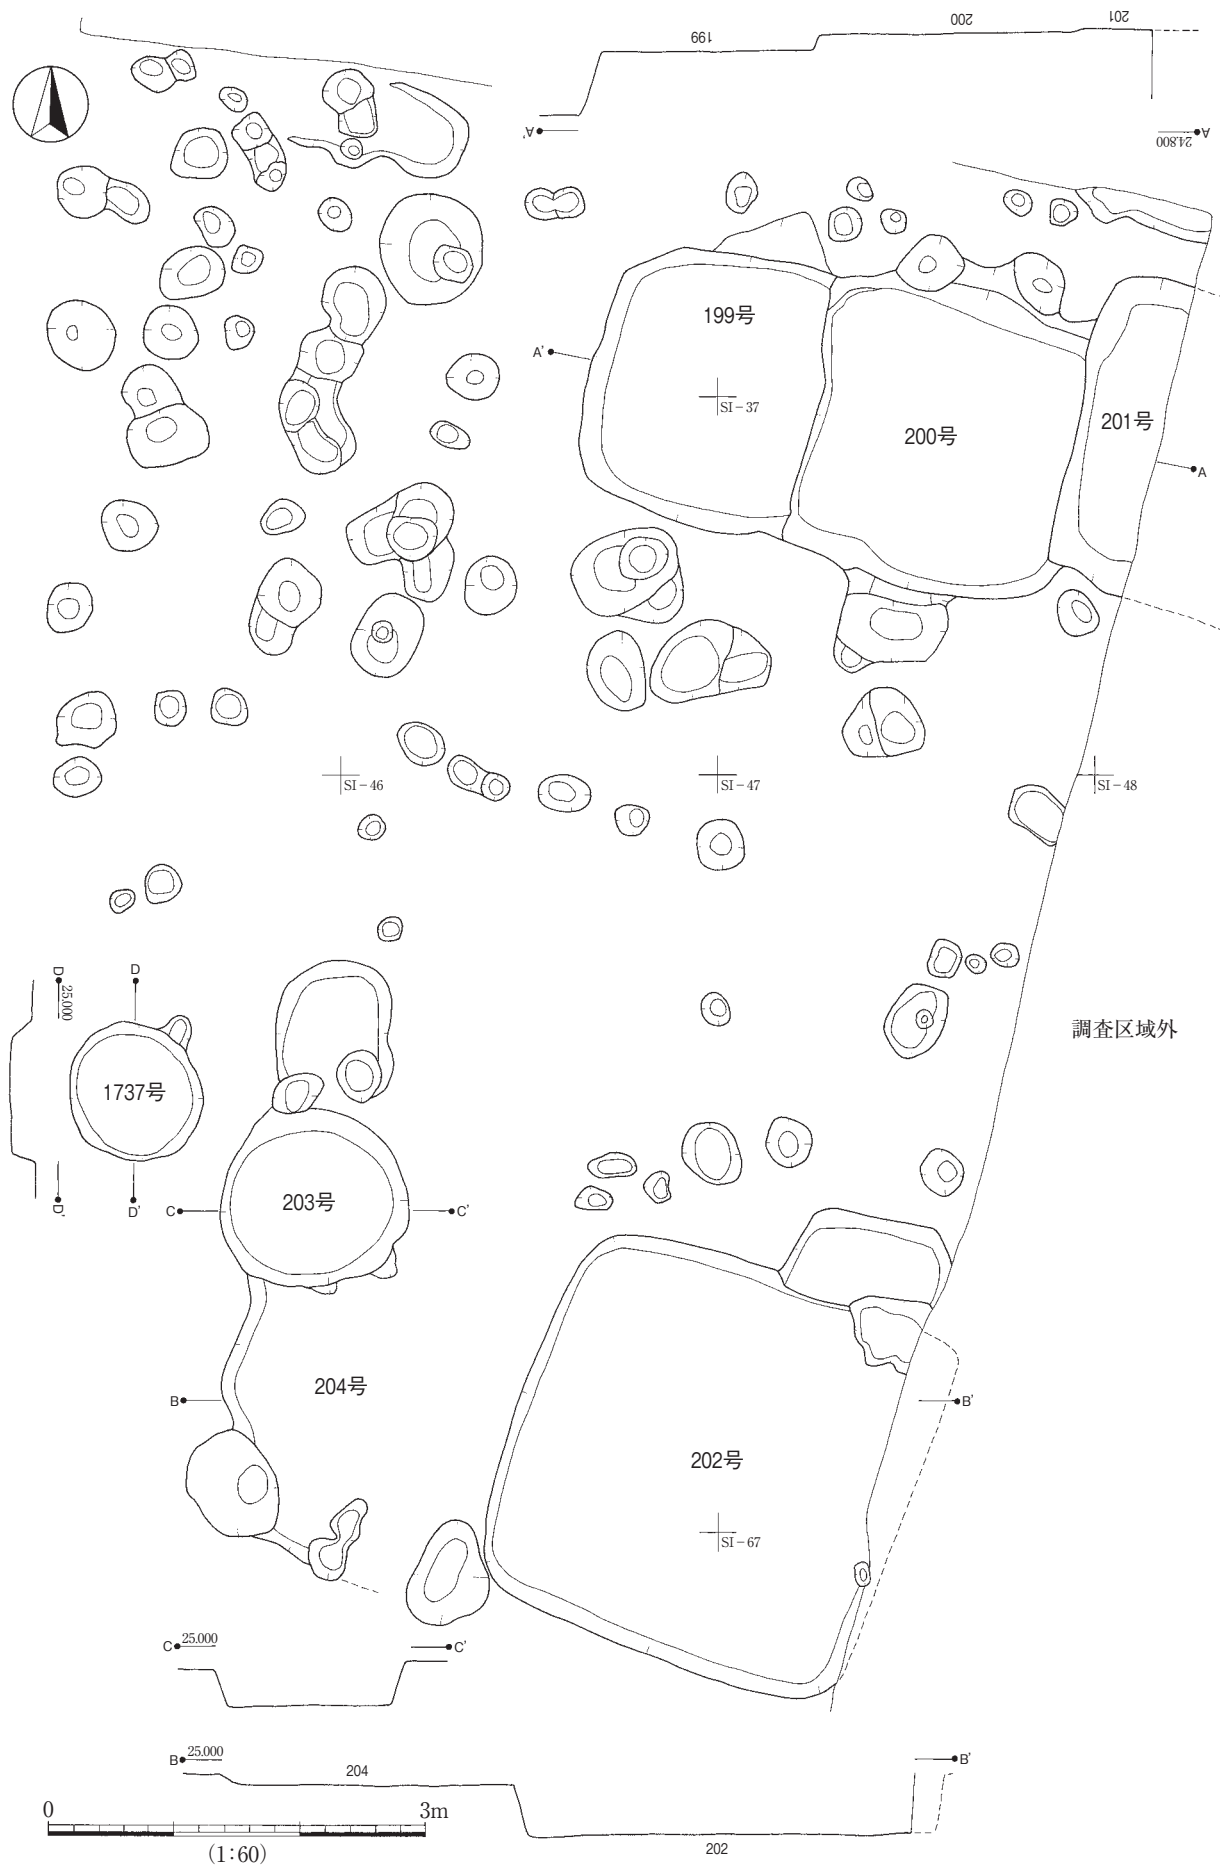 199
200
201
A'
A
24.800
199号
A'
SI-37
200号
201号
A
SI-46
SI-47
SI-48
D
25.000
D
調査区域外
1737号
203号
C
C'
D'
D'
204号
B
B'
202号
SI-67
C
25.000
C'
B
25.000
B'
204
0
3m
202
(1:60)